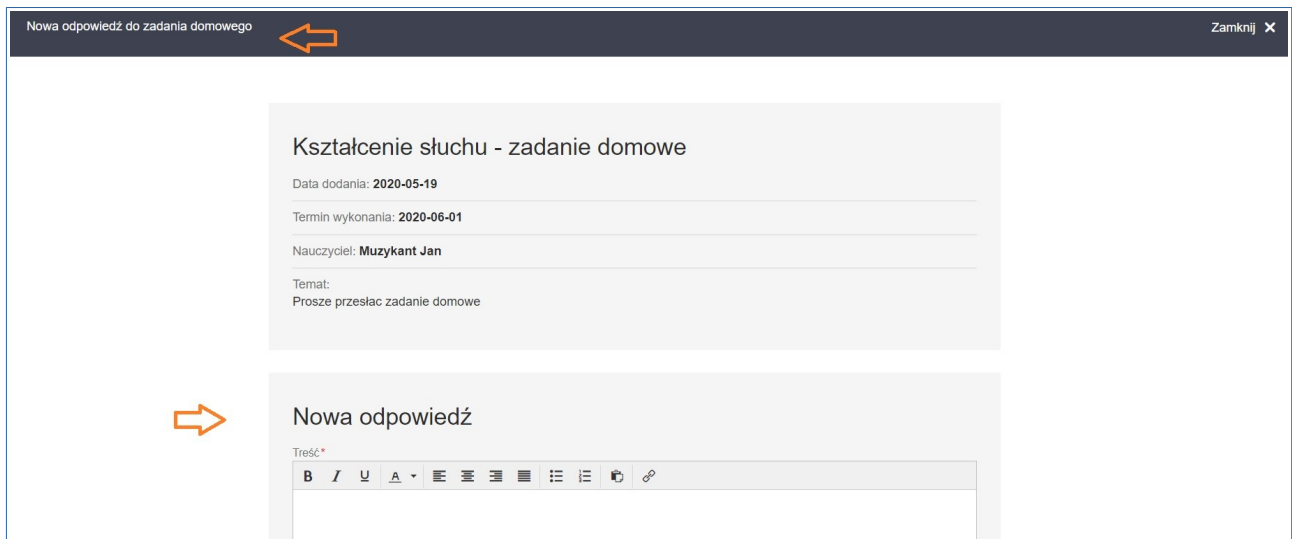 Nowa odpowiedź do zadania domowego
Zamknij ✕
Kształcenie słuchu - zadanie domowe
Data dodania: 2020-05-19
Termin wykonania: 2020-06-01
Nauczyciel: Muzykant Jan
Temat:
Prosze przesłac zadanie domowe
Nowa odpowiedź
Treść*
B I U A